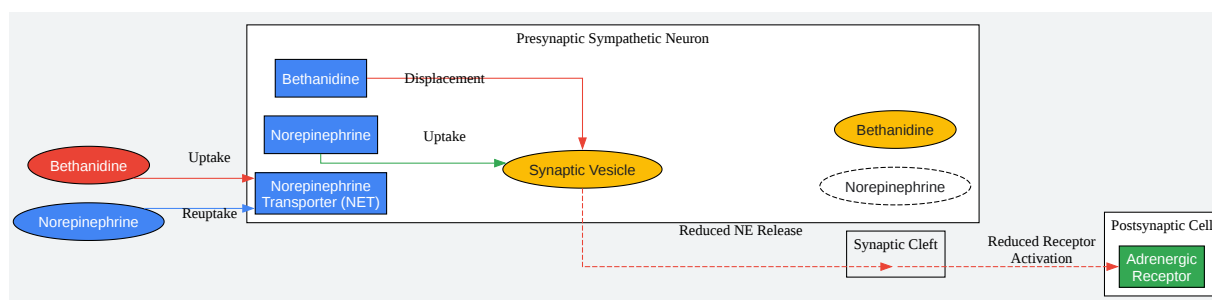 Presynaptic Sympathetic Neuron
Bethanidine
Displacement
Norepinephrine
Uptake
Bethanidine
Bethanidine
Uptake
Synaptic Vesicle
Norepinephrine
Transporter (NET)
Norepinephrine
Norepinephrine
Reuptake
Reduced NE Release
Synaptic Cleft
Reduced Receptor
Activation
Postsynaptic Cell
Adrenergic
Receptor